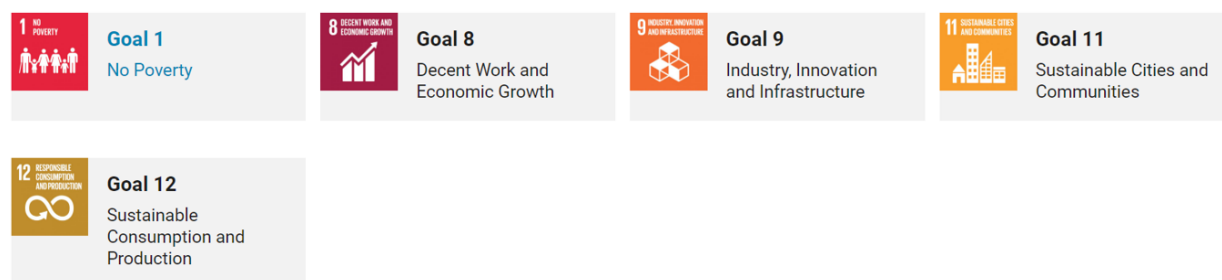 1 NO
POVERTY
Goal 1
No Poverty
8 DECENT WORK AND
ECONOMIC GROWTH
Goal 8
Decent Work and
Economic Growth
9 INDUSTRY, INNOVATION
AND INFRASTRUCTURE
Goal 9
Industry, Innovation
and Infrastructure
11 SUSTAINABLE CITIES
AND COMMUNITIES
Goal 11
Sustainable Cities and
Communities
12 RESPONSIBLE
CONSUMPTION
AND PRODUCTION
Goal 12
Sustainable
Consumption and
Production